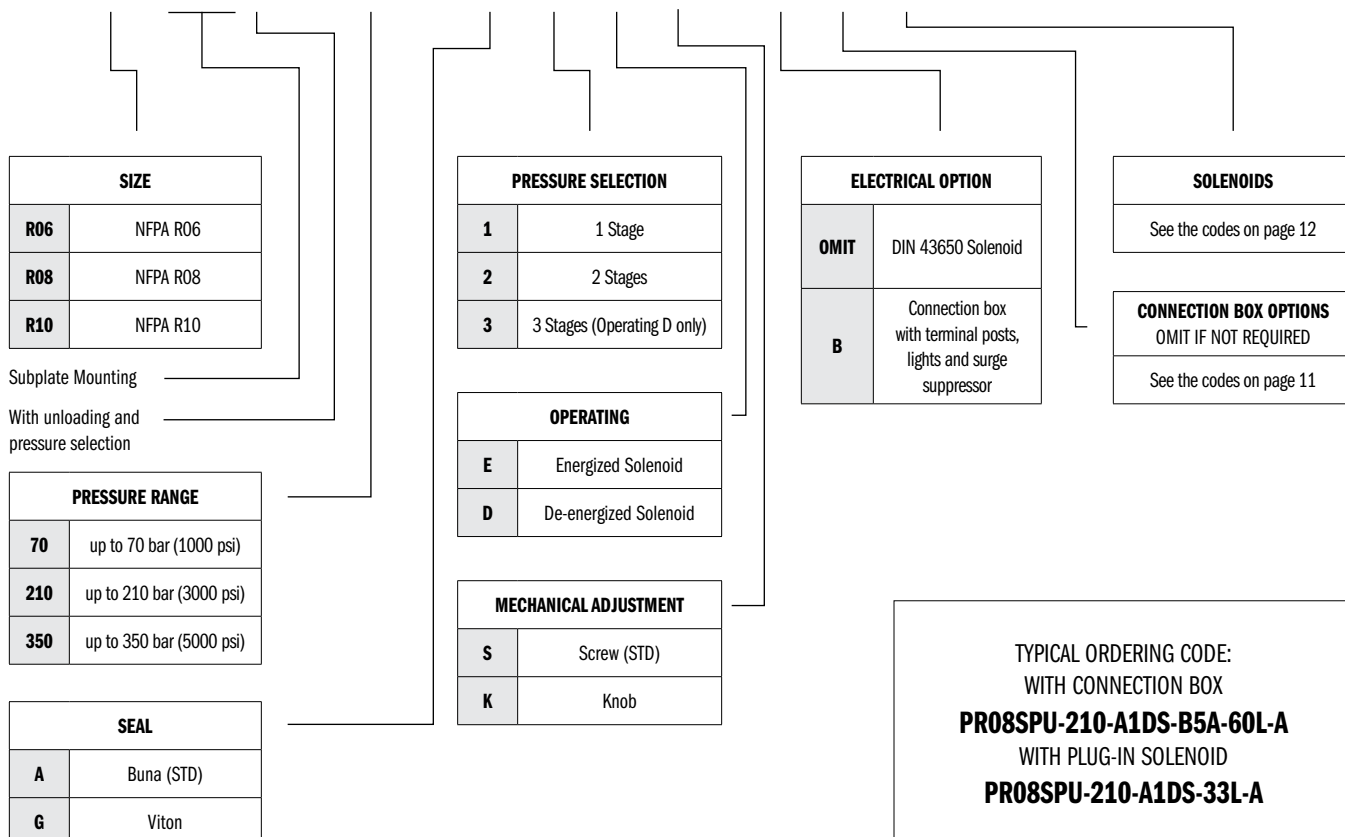 SIZE
R06 NFPA R06
R08 NFPA R08
R10 NFPA R10
Subplate Mounting
With unloading and
pressure selection
PRESSURE RANGE
70 up to 70 bar (1000 psi)
210 up to 210 bar (3000 psi)
350 up to 350 bar (5000 psi)
SEAL
A Buna (STD)
G Viton
PRESSURE SELECTION
1 1 Stage
2 2 Stages
3 3 Stages (Operating D only)
OPERATING
E Energized Solenoid
D De-energized Solenoid
MECHANICAL ADJUSTMENT
S Screw (STD)
K Knob
ELECTRICAL OPTION
OMIT DIN 43650 Solenoid
B Connection box
with terminal posts,
lights and surge
suppressor
SOLENOIDS
See the codes on page 12
CONNECTION BOX OPTIONS
OMIT IF NOT REQUIRED
See the codes on page 11
TYPICAL ORDERING CODE:
WITH CONNECTION BOX
PR08SPU-210-A1DS-B5A-60L-A
WITH PLUG-IN SOLENOID
PR08SPU-210-A1DS-33L-A